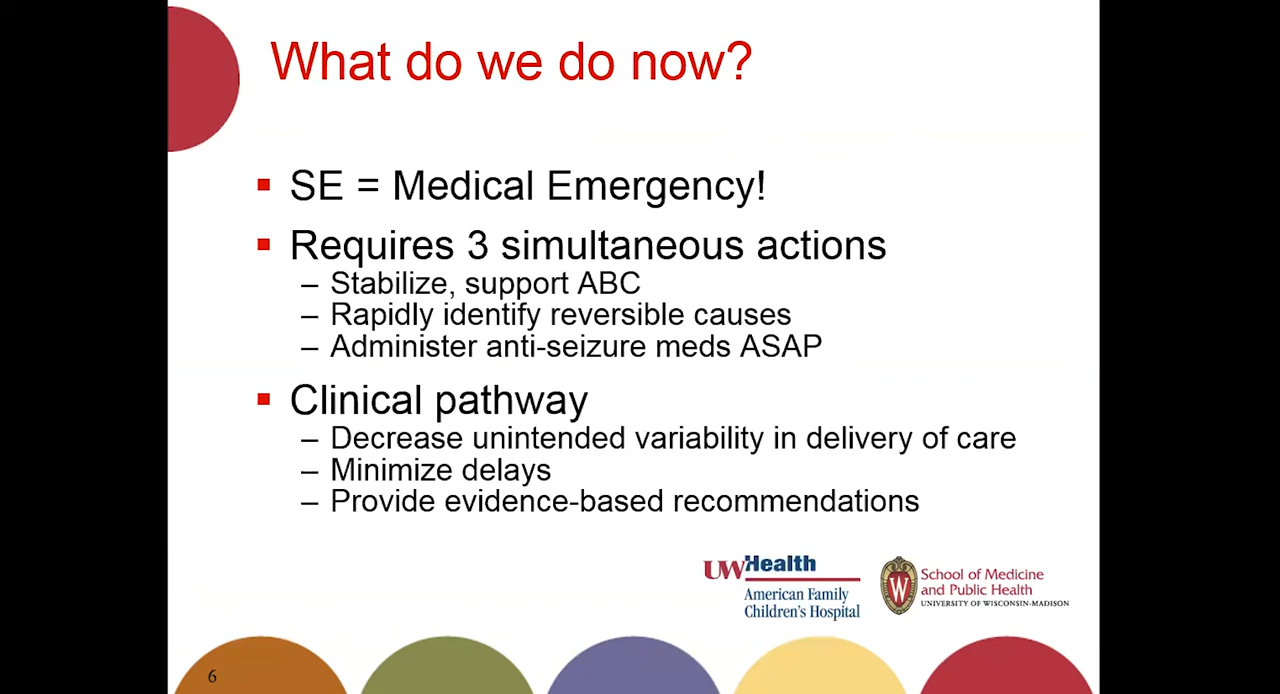 What do we do now?
▪ SE = Medical Emergency!
▪ Requires 3 simultaneous actions
– Stabilize, support ABC
– Rapidly identify reversible causes
– Administer anti-seizure meds ASAP
▪ Clinical pathway
– Decrease unintended variability in delivery of care
– Minimize delays
– Provide evidence-based recommendations
UWHealth
American Family
Children's Hospital
W
School of Medicine
and Public Health
UNIVERSITY OF WISCONSIN-MADISON
6